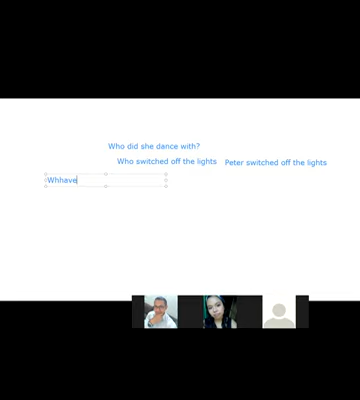 Who did she dance with?
Who switched off the lights Peter switched off the lights
Whhave